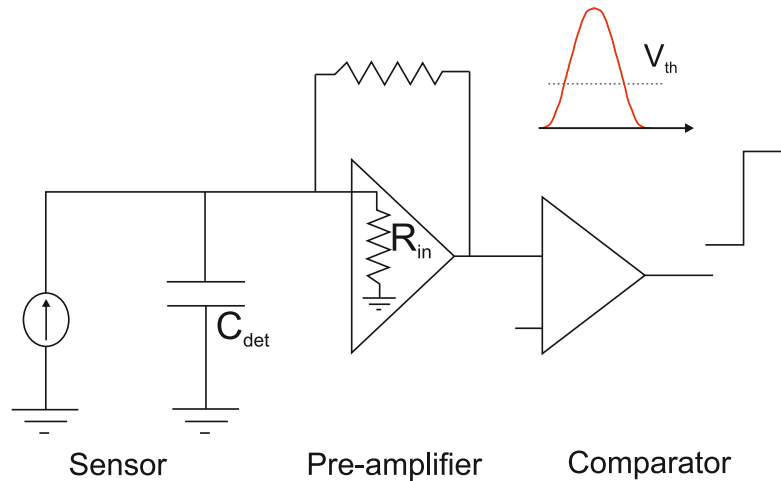 V_th
R_in
C_det
Sensor
Pre-amplifier
Comparator